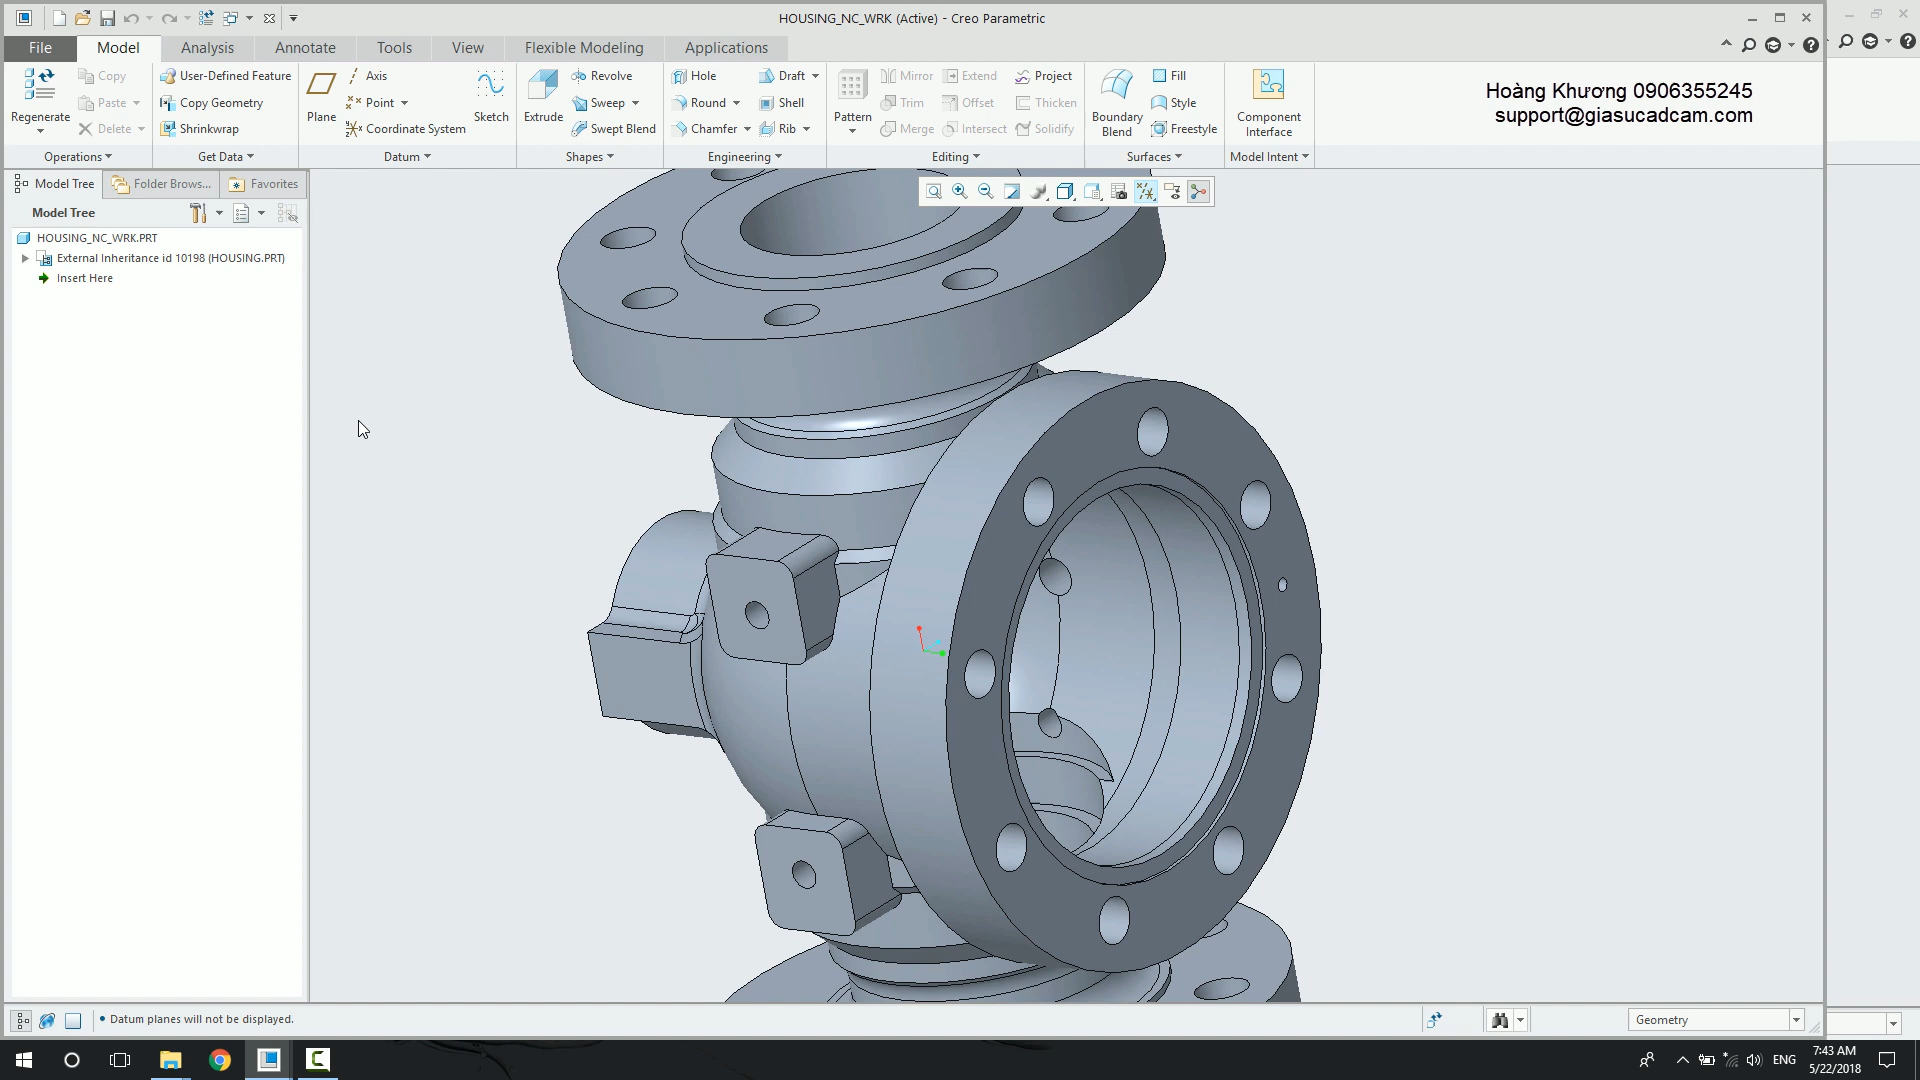 HOUSING_NC_WRK (Active) - Creo Parametric
File
Model
Analysis
Annotate
Tools
View
Flexible Modeling
Applications
Regenerate
Copy
Paste
Delete
Operations
User-Defined Feature
Copy Geometry
Shrinkwrap
Get Data
Plane
Axis
Point
Coordinate System
Sketch
Datum
Extrude
Revolve
Sweep
Swept Blend
Shapes
Hole
Round
Chamfer
Draft
Shell
Rib
Engineering
Pattern
Mirror
Trim
Merge
Extend
Offset
Intersect
Project
Thicken
Solidify
Editing
Boundary
Blend
Fill
Style
Freestyle
Surfaces
Component
Interface
Model Intent
Hoàng Khương 0906355245
support@giasucadcam.com
Model Tree
Folder Brows...
Favorites
Model Tree
HOUSING_NC_WRK.PRT
External Inheritance id 10198 (HOUSING.PRT)
Insert Here
Datum planes will not be displayed.
Geometry
ENG
7:43 AM
5/22/2018